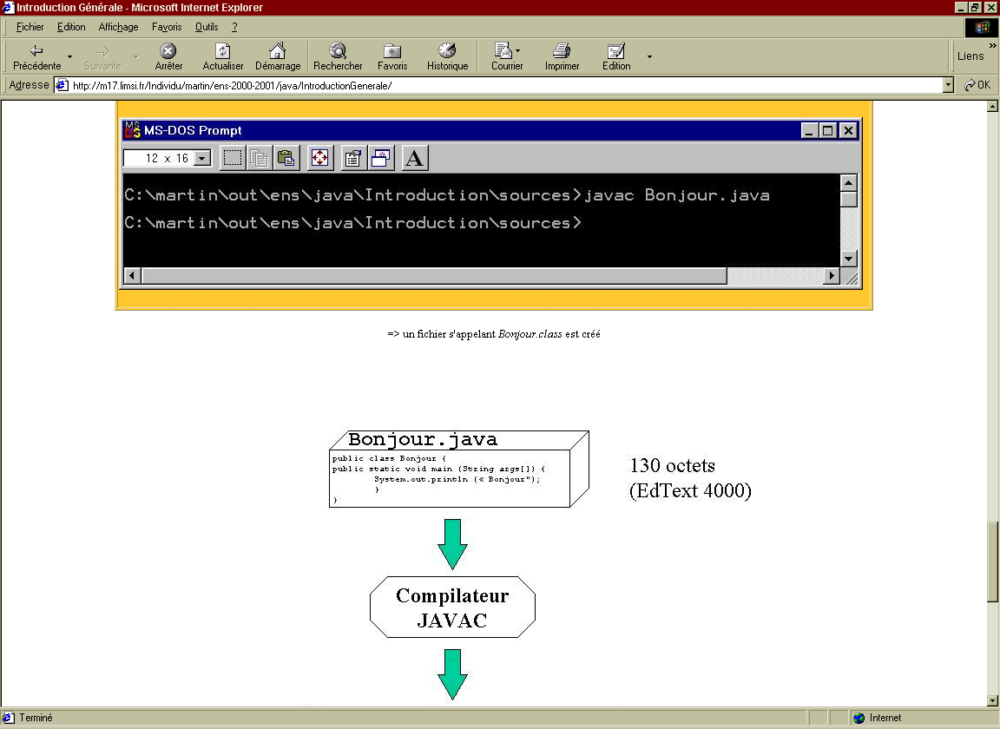 Introduction Générale - Microsoft Internet Explorer
Fichier Edition Affichage Favoris Outils ?
Précédente Suivante Arrêter Actualiser Démarrage Rechercher Favoris Historique Courrier Imprimer Edition Liens »
Adresse http://m17.limsi.fr/Individu/martin/ens-2000-2001/java/IntroductionGenerale/ OK
MS-DOS Prompt
12 x 16 A
C:\martin\out\ens\java\Introduction\sources>javac Bonjour.java
C:\martin\out\ens\java\Introduction\sources>
=> un fichier s'appelant Bonjour.class est créé
Bonjour.java
public class Bonjour {
public static void main (String args[]) {
System.out.println (« Bonjour");
}
}
130 octets
(EdText 4000)
Compilateur
JAVAC
Terminé Internet